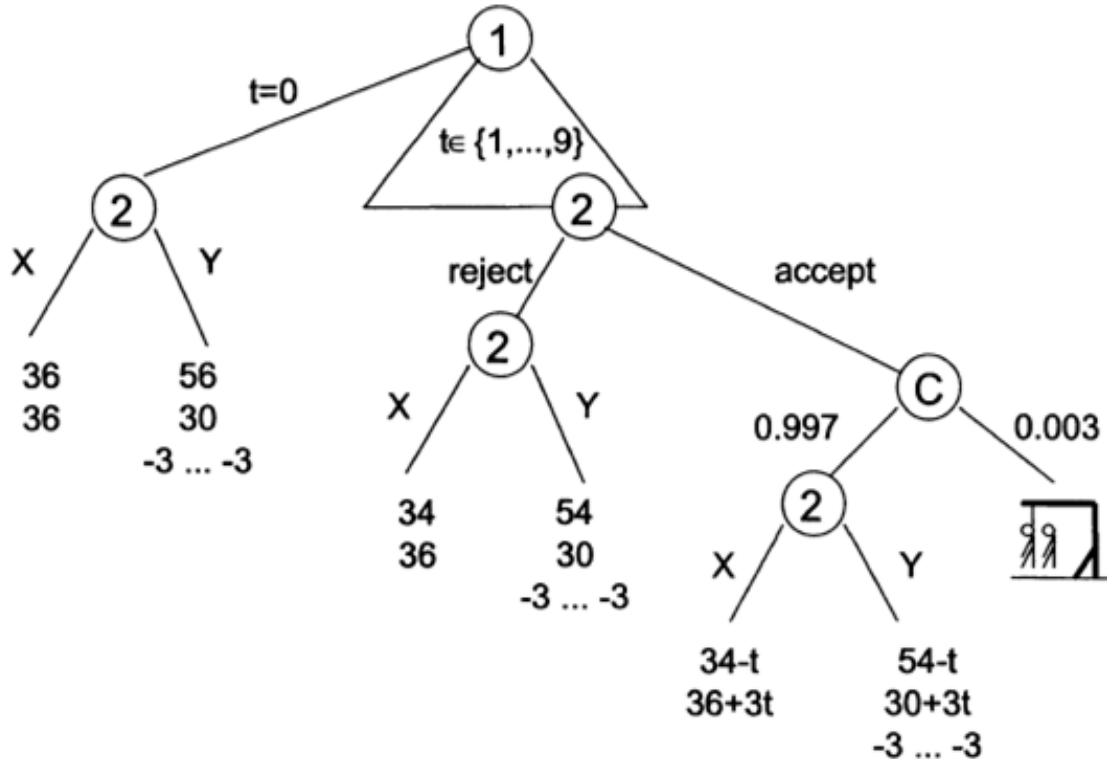 1
t=0
t∈ {1,...,9}
2
2
X
Y
reject
accept
36
56
36
30
-3 ... -3
2
C
X
Y
0.997
0.003
34
54
36
30
-3 ... -3
2
X
Y
34-t
54-t
36+3t
30+3t
-3 ... -3